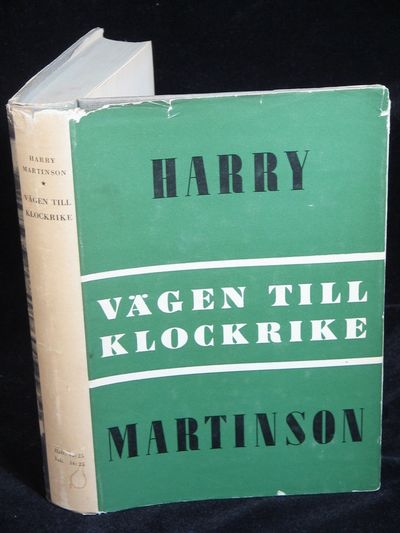 HARRY
MARTINSON
VÄGEN TILL
KLOCKRIKE
HARRY
VÄGEN TILL
KLOCKRIKE
MARTINSON